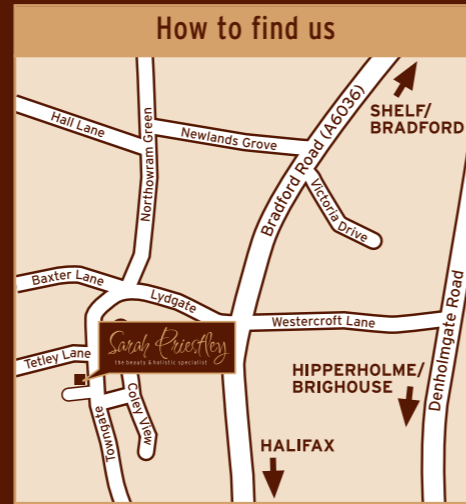 How to find us
SHELF/
BRADFORD
Hall Lane
Newlands Grove
Northowram Green
Bradford Road (A6036)
Victoria Drive
Baxter Lane
Lydgate
Westercroft Lane
Sarah Priestley
the beauty & holistic specialist
Tetley Lane
Coley View
Towngate
HIPPERHOLME/
BRIGHOUSE
Denholmgate Road
HALIFAX